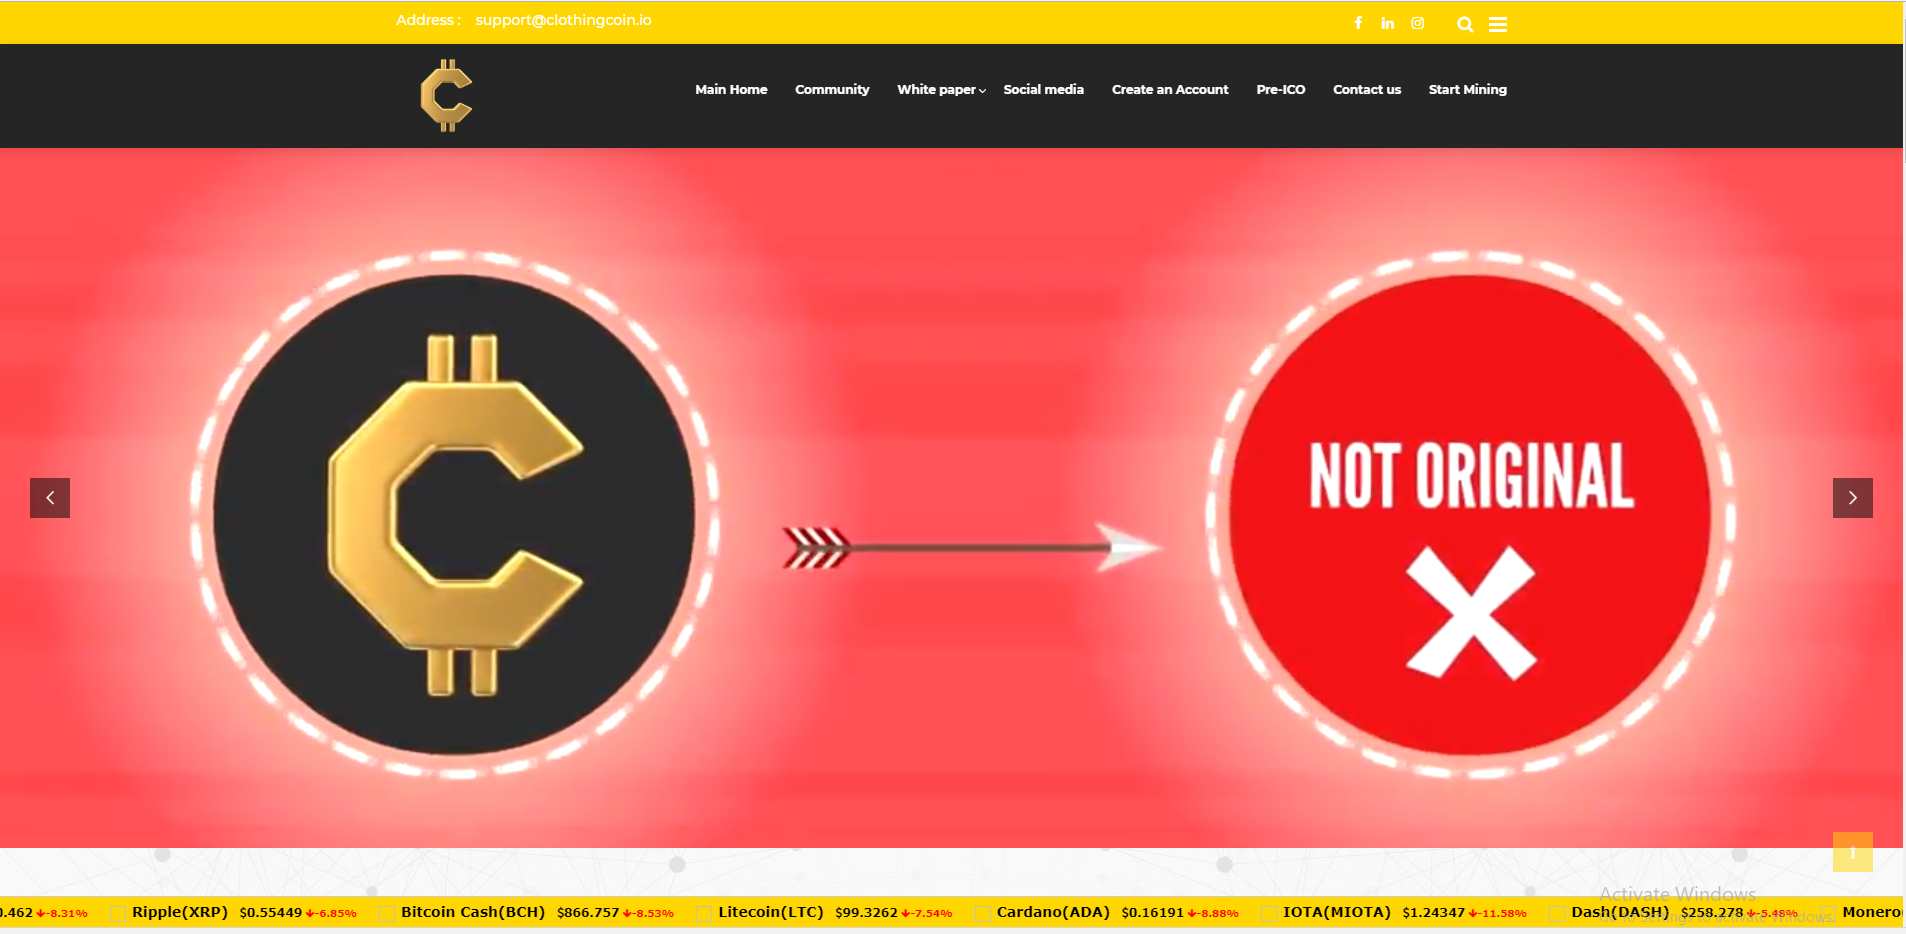 Address : support@clothingcoin.io
Main Home Community White paper Social media Create an Account Pre-ICO Contact us Start Mining
NOT ORIGINAL
Activate Windows
Go to Settings to activate Windows.
0.462 -8.31% Ripple(XRP) $0.55449 -6.85% Bitcoin Cash(BCH) $866.757 -8.53% Litecoin(LTC) $99.3262 -7.54% Cardano(ADA) $0.16191 -8.88% IOTA(MIOTA) $1.24347 -11.58% Dash(DASH) $258.278 -5.48% Monero